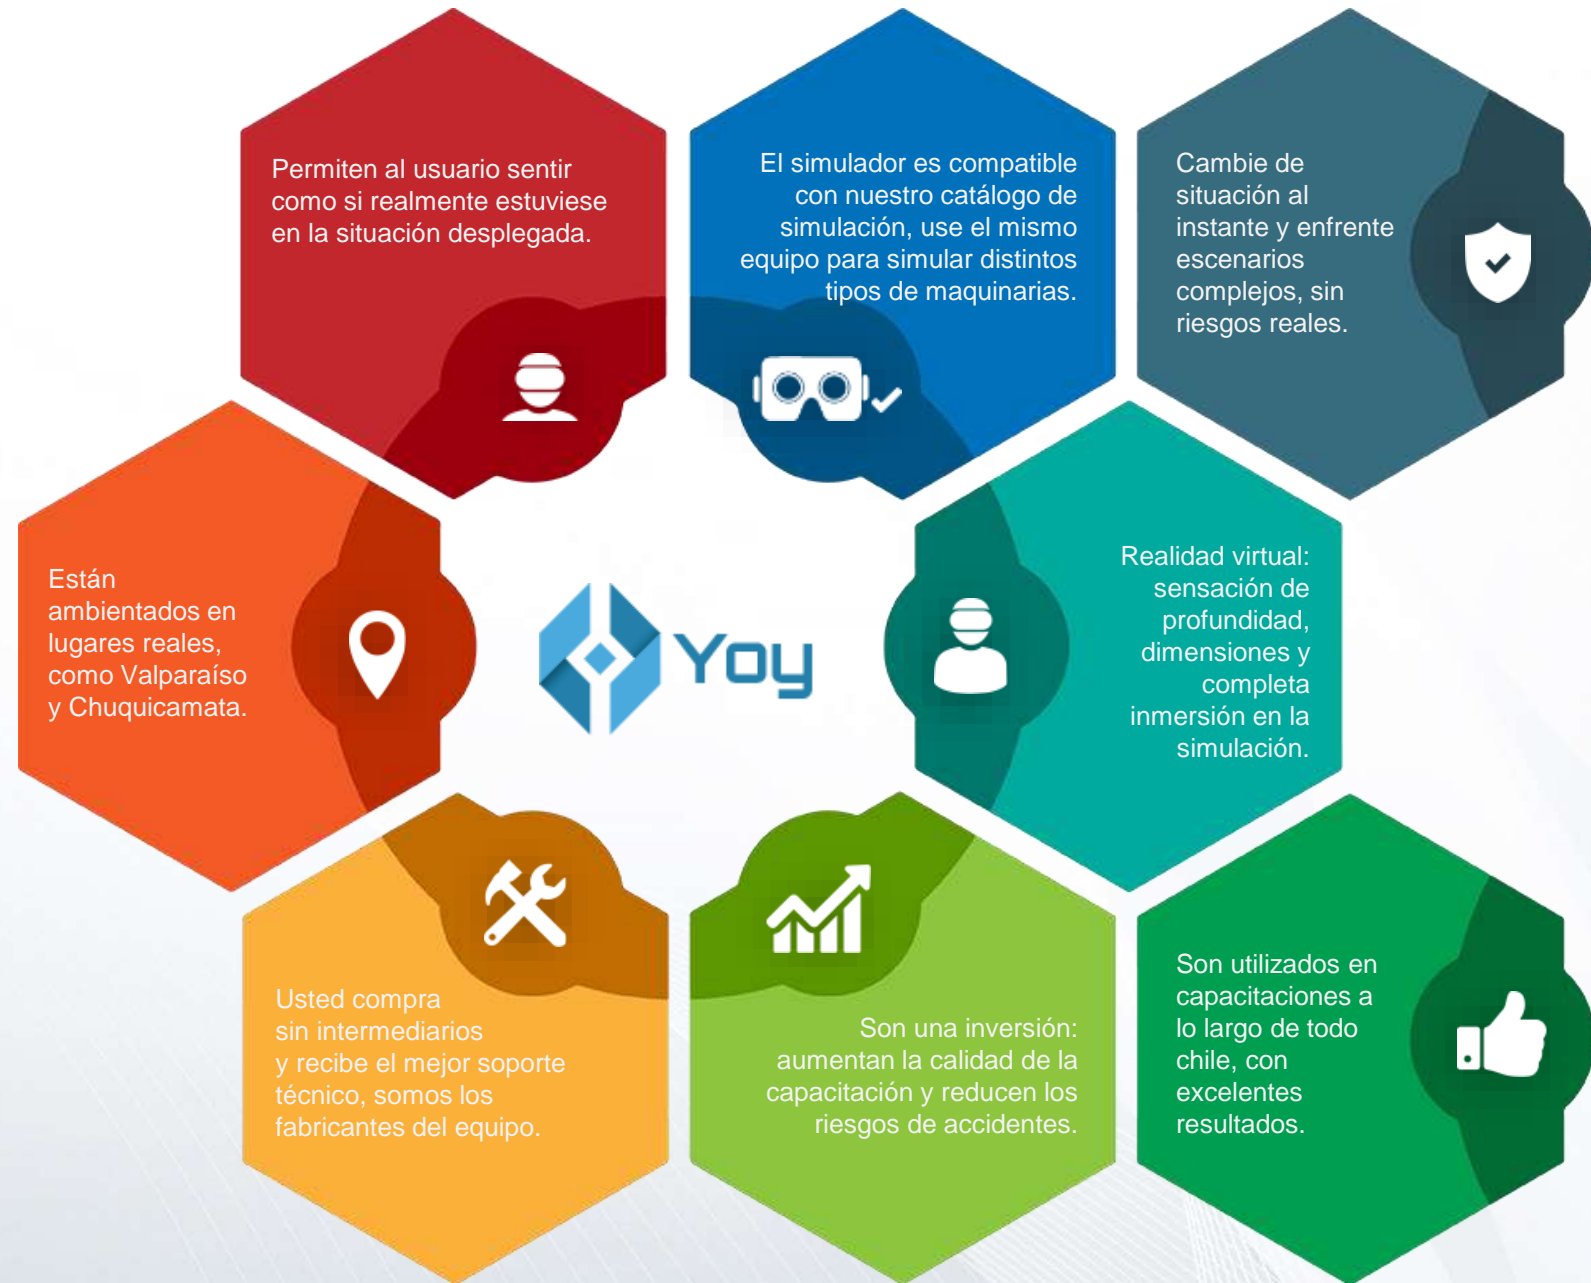 Permiten al usuario sentir
como si realmente estuviese
en la situación desplegada.
El simulador es compatible
con nuestro catálogo de
simulación, use el mismo
equipo para simular distintos
tipos de maquinarias.
Cambie de
situación al
instante y enfrente
escenarios
complejos, sin
riesgos reales.
Están
ambientados en
lugares reales,
como Valparaíso
y Chuquicamata.
Yoy
Realidad virtual:
sensación de
profundidad,
dimensiones y
completa
inmersión en la
simulación.
Usted compra
sin intermediarios
y recibe el mejor soporte
técnico, somos los
fabricantes del equipo.
Son una inversión:
aumentan la calidad de la
capacitación y reducen los
riesgos de accidentes.
Son utilizados en
capacitaciones a
lo largo de todo
chile, con
excelentes
resultados.